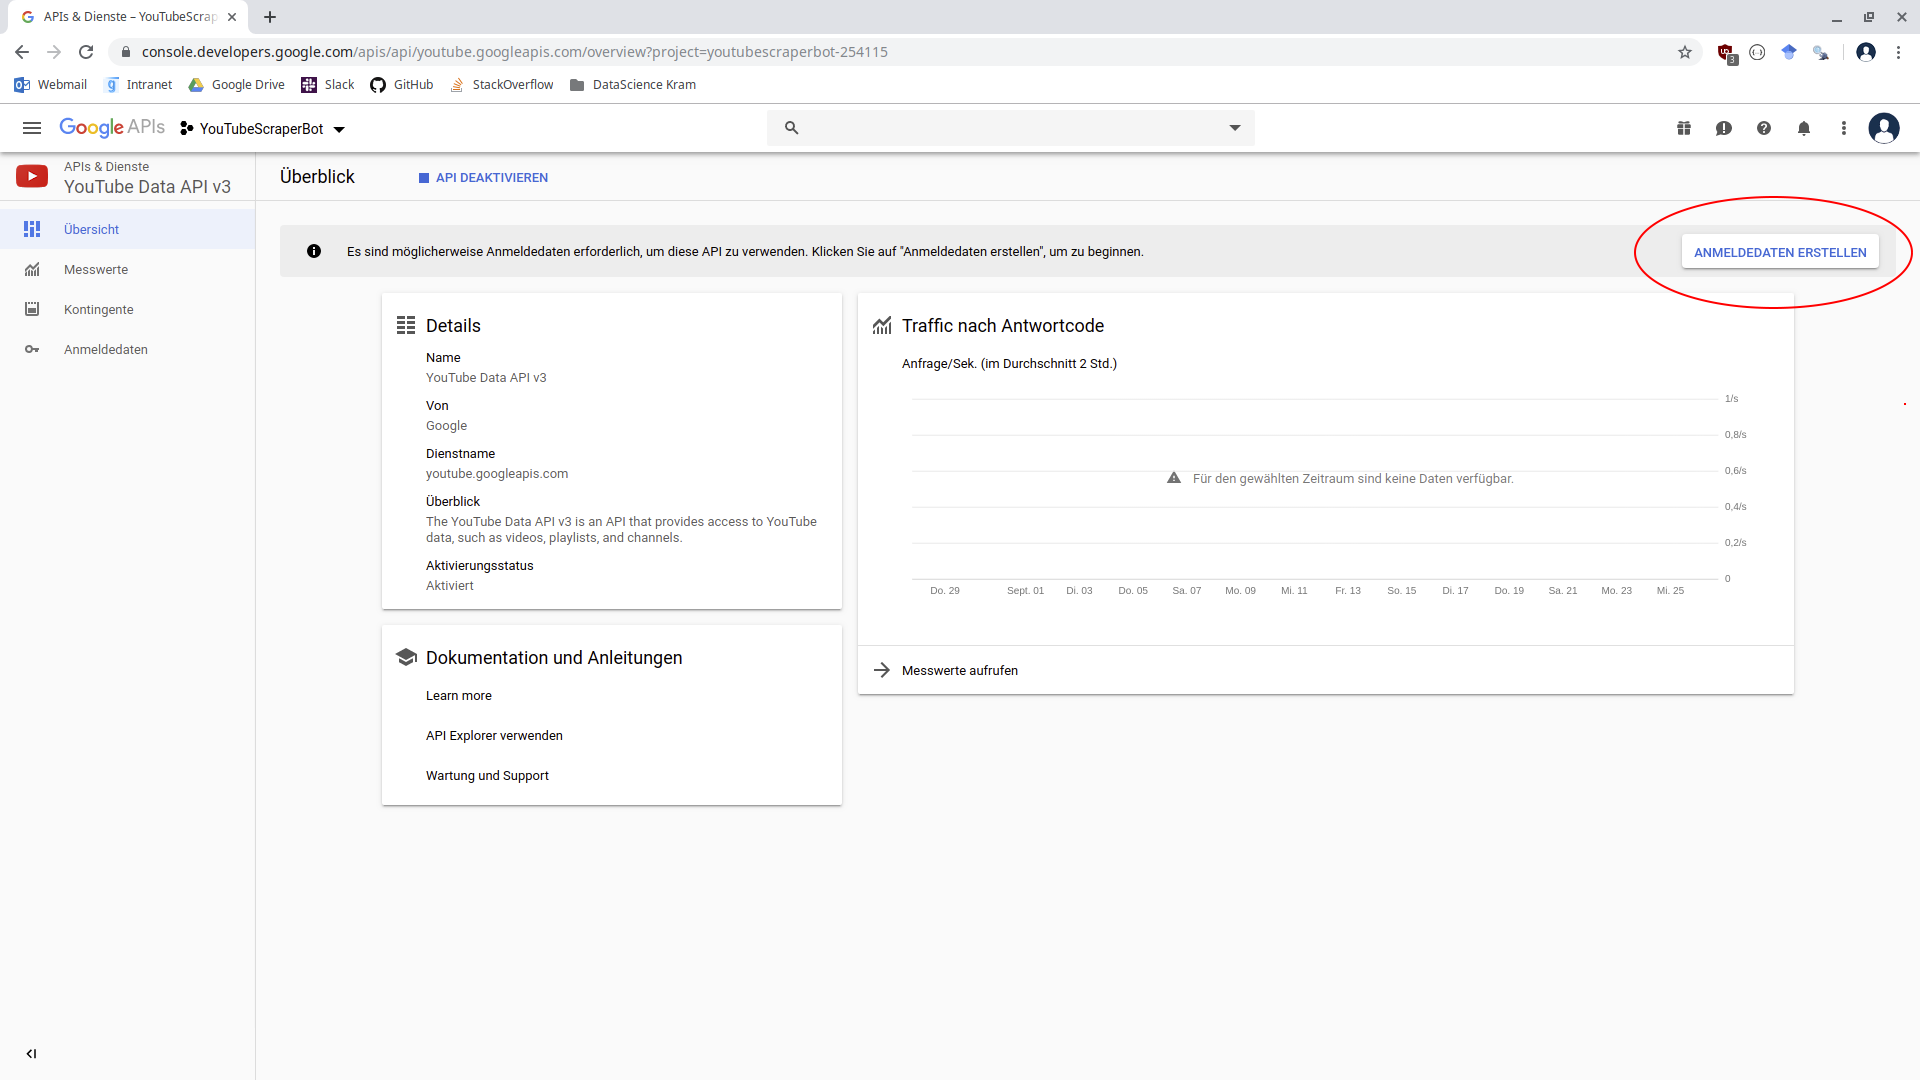 APIs & Dienste – YouTubeScrap
console.developers.google.com/apis/api/youtube.googleapis.com/overview?project=youtubescraperbot-254115
3
Webmail Intranet Google Drive Slack GitHub StackOverflow DataScience Kram
Google APIs YouTubeScraperBot
APIs & Dienste
YouTube Data API v3
Überblick API DEAKTIVIEREN
Übersicht
Messwerte
Kontingente
Anmeldedaten
Es sind möglicherweise Anmeldedaten erforderlich, um diese API zu verwenden. Klicken Sie auf "Anmeldedaten erstellen", um zu beginnen.
ANMELDEDATEN ERSTELLEN
Details
Name
YouTube Data API v3
Von
Google
Dienstname
youtube.googleapis.com
Überblick
The YouTube Data API v3 is an API that provides access to YouTube
data, such as videos, playlists, and channels.
Aktivierungsstatus
Aktiviert
Dokumentation und Anleitungen
Learn more
API Explorer verwenden
Wartung und Support
Traffic nach Antwortcode
Anfrage/Sek. (im Durchschnitt 2 Std.)
1/s
0,8/s
0,6/s
Für den gewählten Zeitraum sind keine Daten verfügbar.
0,4/s
0,2/s
0
Do. 29 Sept. 01 Di. 03 Do. 05 Sa. 07 Mo. 09 Mi. 11 Fr. 13 So. 15 Di. 17 Do. 19 Sa. 21 Mo. 23 Mi. 25
Messwerte aufrufen